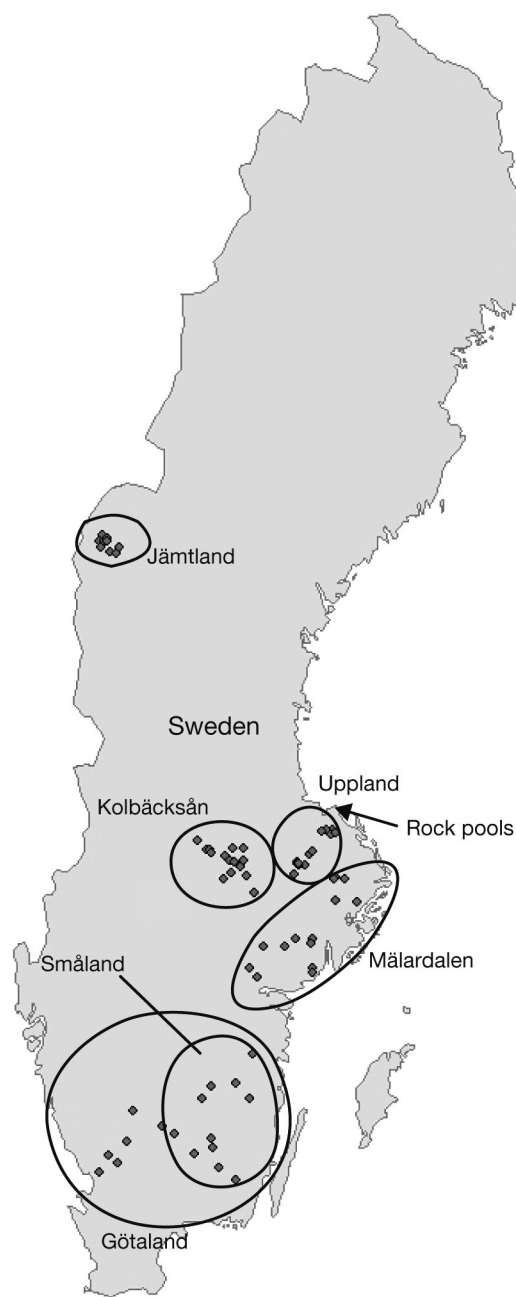 Jämtland
Sweden
Uppland
Kolbäcksån
Rock pools
Småland
Mälardalen
Götaland